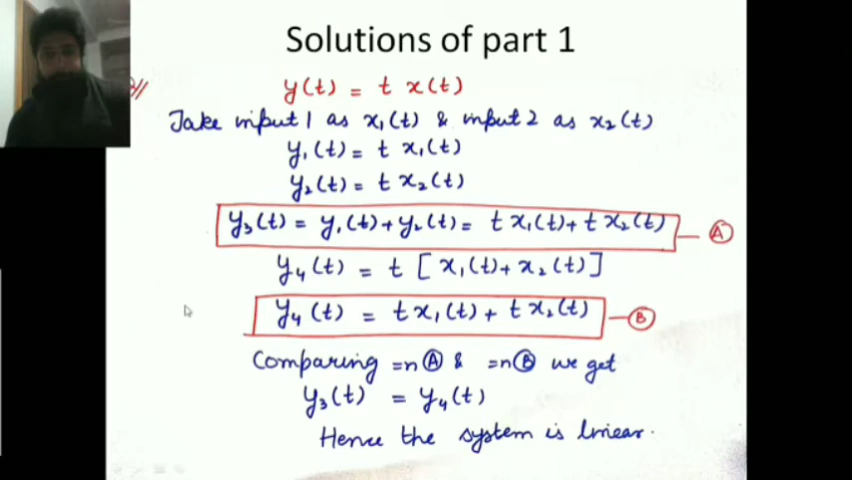 Solutions of part 1
y(t) = t x(t)
Take input 1 as x₁(t) & input 2 as x₂(t)
y₁(t) = t x₁(t)
y₂(t) = t x₂(t)
y₃(t) = y₁(t) + y₂(t) = t x₁(t) + t x₂(t) — Ⓐ
y₄(t) = t [ x₁(t) + x₂(t) ]
y₄(t) = t x₁(t) + t x₂(t) — Ⓑ
Comparing =n Ⓐ & =n Ⓑ we get
y₃(t) = y₄(t)
Hence the system is linear.